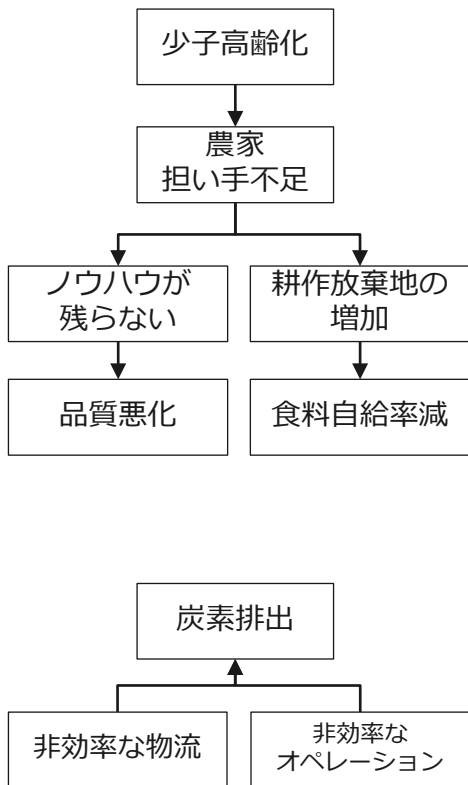 少子高齢化
農家
担い手不足
ノウハウが
残らない
耕作放棄地の
増加
品質悪化
食料自給率減
炭素排出
非効率な物流
非効率な
オペレーション